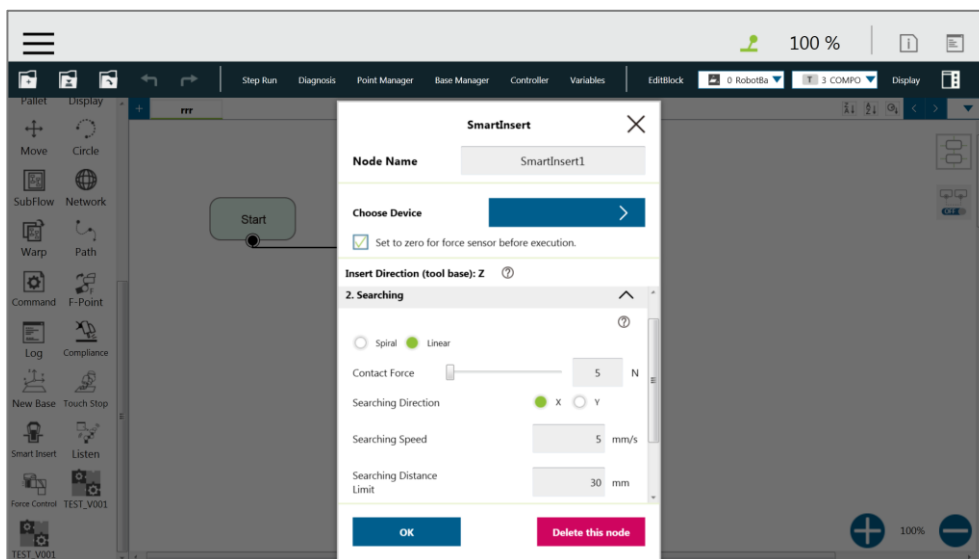 100 %
Step Run Diagnosis Point Manager Base Manager Controller Variables EditBlock 0 RobotBa T 3 COMPO Display
Pallet Display
+ rrr
Move Circle
SubFlow Network
Warp Path
Command F-Point
Log Compliance
New Base Touch Stop
Smart Insert Listen
Force Control TEST_V001
TEST_V001
Start
OFF
SmartInsert
Node Name SmartInsert1
Choose Device
Set to zero for force sensor before execution.
Insert Direction (tool base): Z
2. Searching
Spiral Linear
Contact Force 5 N
Searching Direction X Y
Searching Speed 5 mm/s
Searching Distance
Limit 30 mm
OK Delete this node
100%